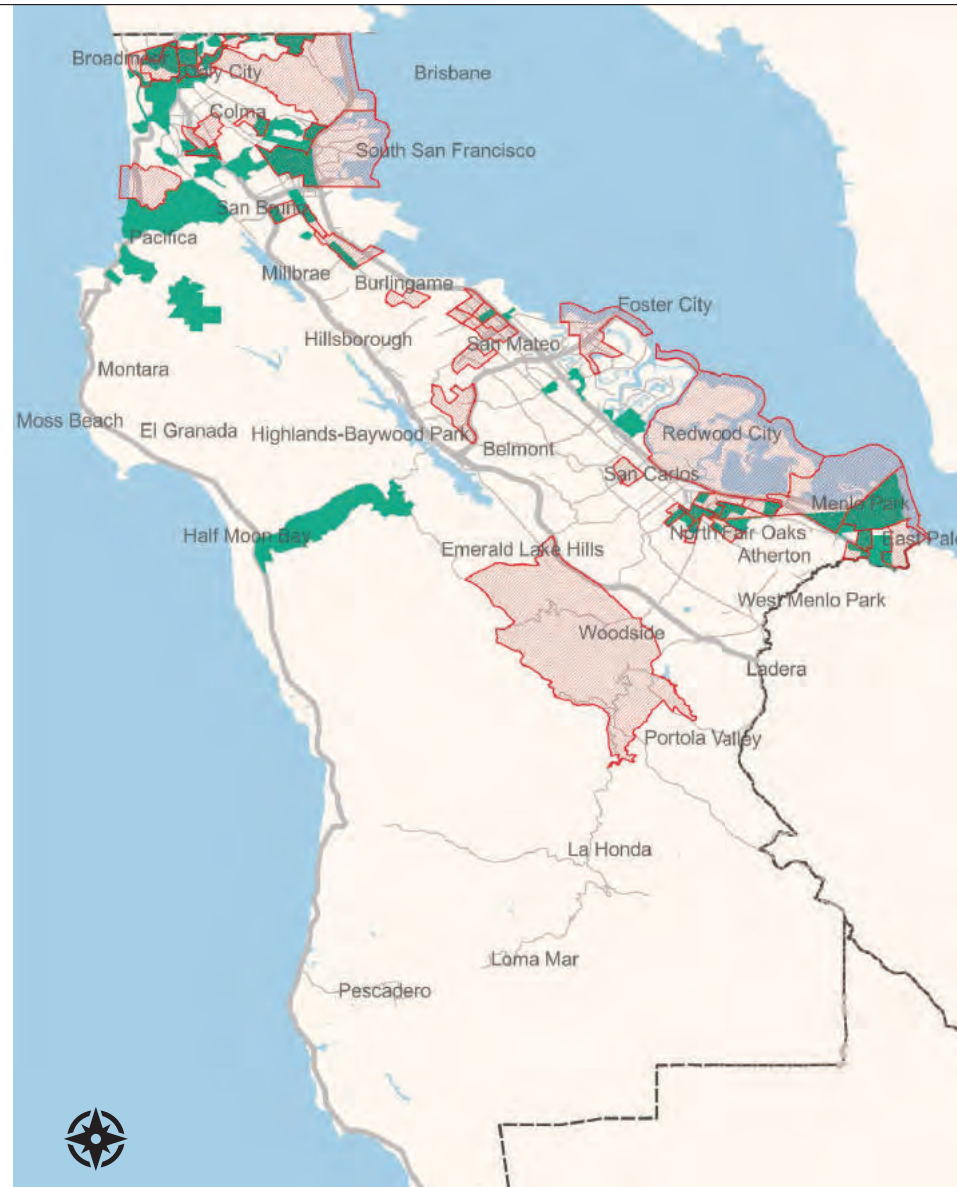 Brisbane
Broadmoor
Daly City
Colma
South San Francisco
San Bruno
Pacifica
Millbrae
Burlingame
Foster City
Hillsborough
San Mateo
Montara
Moss Beach
El Granada
Highlands-Baywood Park
Redwood City
Belmont
San Carlos
Menlo Park
Half Moon Bay
North Fair Oaks
East Palo
Emerald Lake Hills
Atherton
West Menlo Park
Woodside
Ladera
Portola Valley
La Honda
Loma Mar
Pescadero